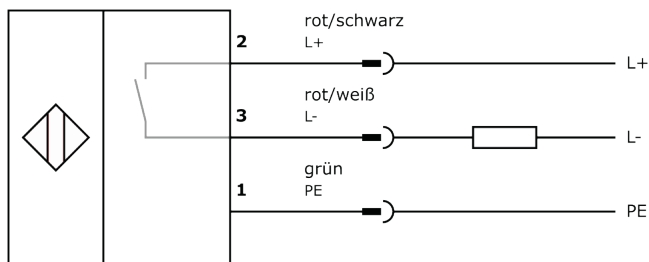 rot/schwarz
2 L+ L+
rot/weiß
3 L- L-
grün
1 PE PE